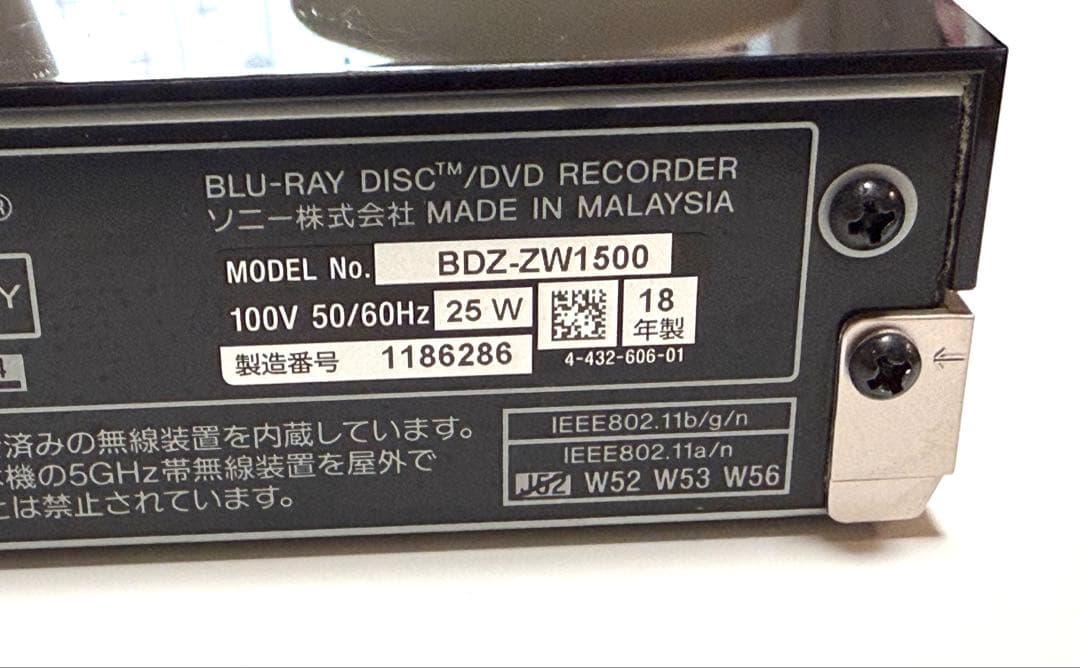 BLU-RAY DISC™/DVD RECORDER
ソニー株式会社 MADE IN MALAYSIA
MODEL No. BDZ-ZW1500
100V 50/60Hz 25 W
18
年製
製造番号 1186286
4-432-606-01
®
Y
4
済みの無線装置を内蔵しています。
機の5GHz帯無線装置を屋外で
は禁止されています。
IEEE802.11b/g/n
IEEE802.11a/n
J52 W52 W53 W56